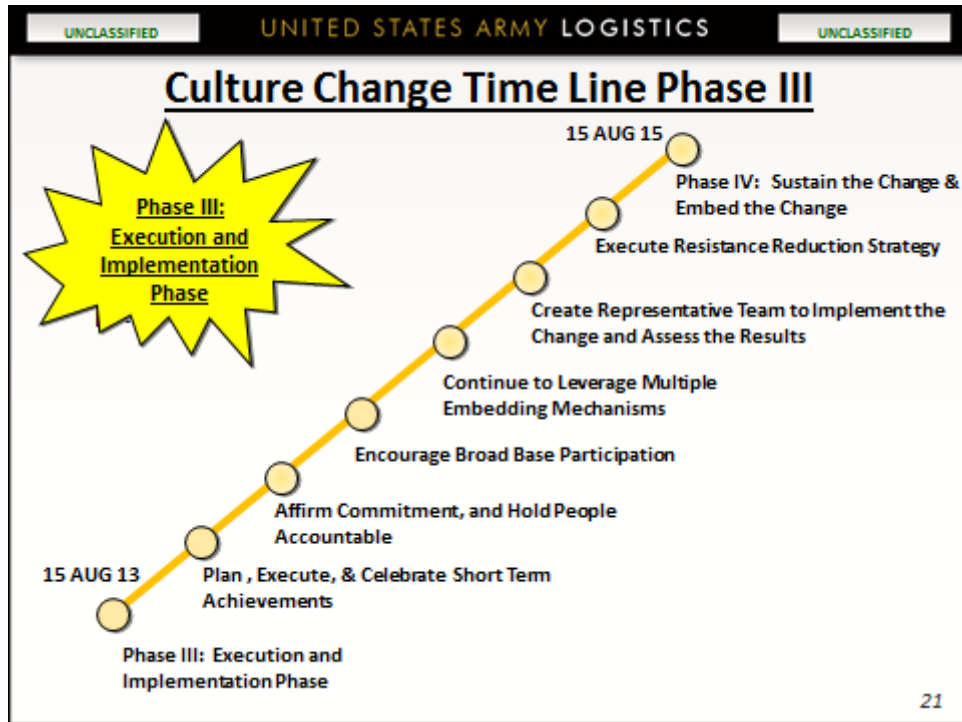 UNCLASSIFIED
UNITED STATES ARMY LOGISTICS
UNCLASSIFIED
Culture Change Time Line Phase III
Phase III:
Execution and
Implementation
Phase
15 AUG 15
Phase IV: Sustain the Change &
Embed the Change
Execute Resistance Reduction Strategy
Create Representative Team to Implement the
Change and Assess the Results
Continue to Leverage Multiple
Embedding Mechanisms
Encourage Broad Base Participation
Affirm Commitment, and Hold People
Accountable
15 AUG 13
Plan , Execute, & Celebrate Short Term
Achievements
Phase III: Execution and
Implementation Phase
21